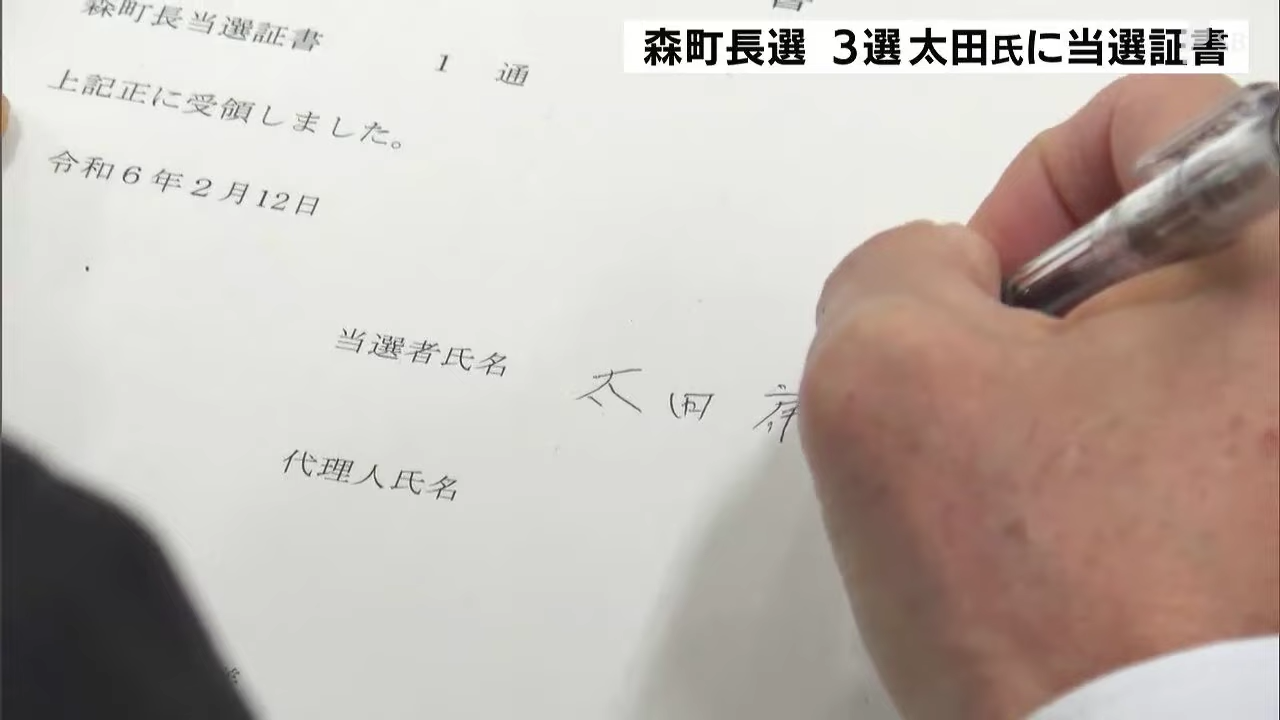 森町長選 3選太田氏に当選証書
書
森町長当選証書 1 通
上記正に受領しました。
令和6年2月12日
当選者氏名 太田 康
代理人氏名